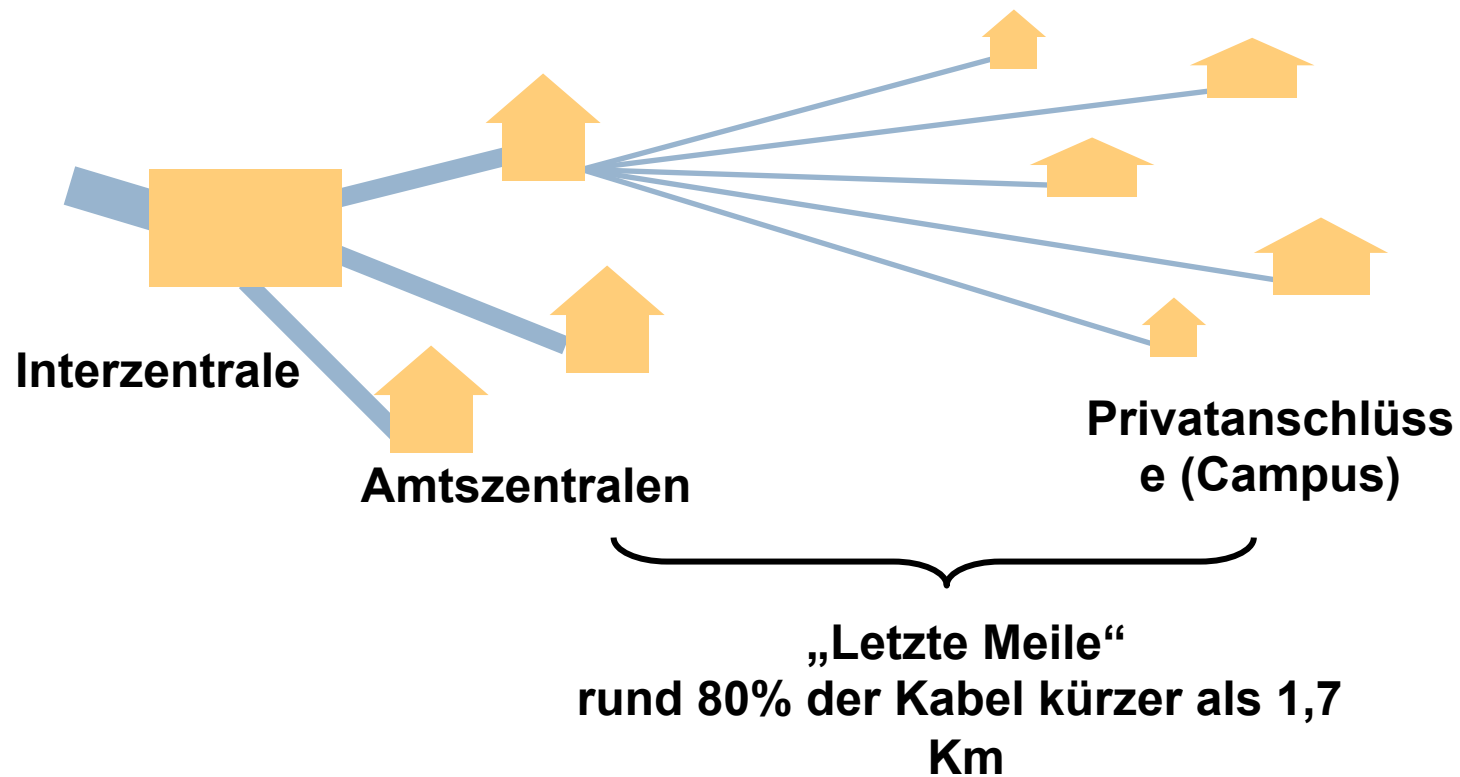 Interzentrale
Amtszentralen
Privatanschlüss
e (Campus)
„Letzte Meile“
rund 80% der Kabel kürzer als 1,7
Km